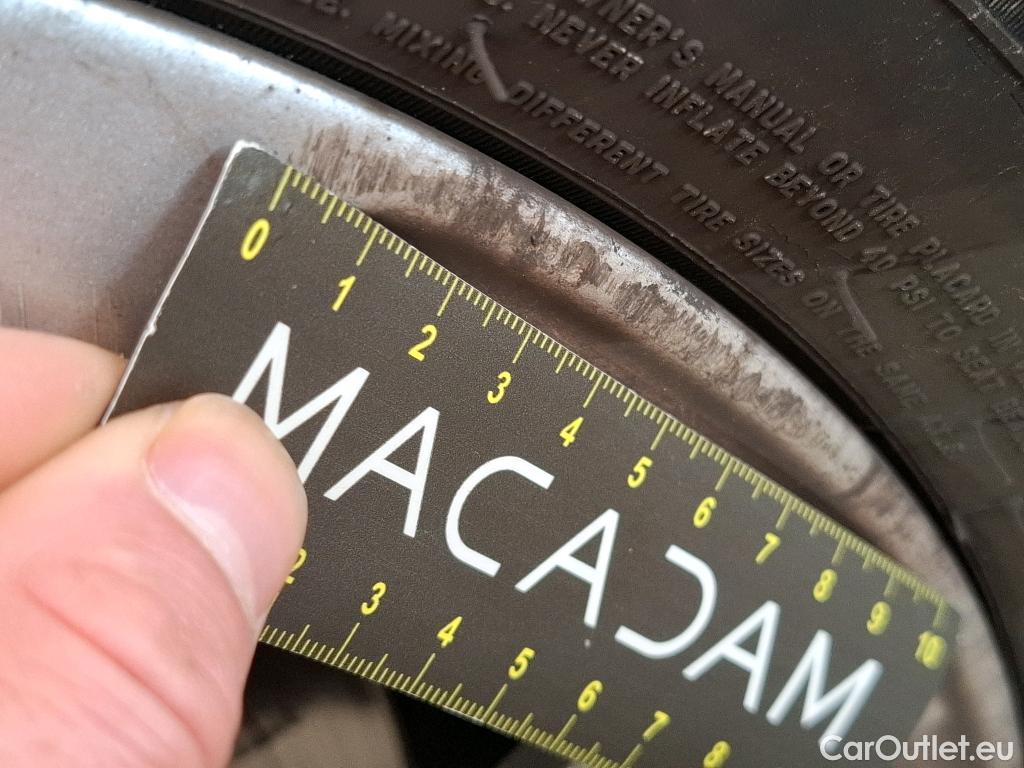 OWNER'S MANUAL OR TIRE PLACARD IN
NEVER INFLATE BEYOND 40 PSI TO SEAT
MIXING DIFFERENT TIRE SIZES ON THE SAME
0 1 2 3 4 5 6 7 8 9 10
MACADAM
2 3 4 5 6 7 8
CarOutlet.eu